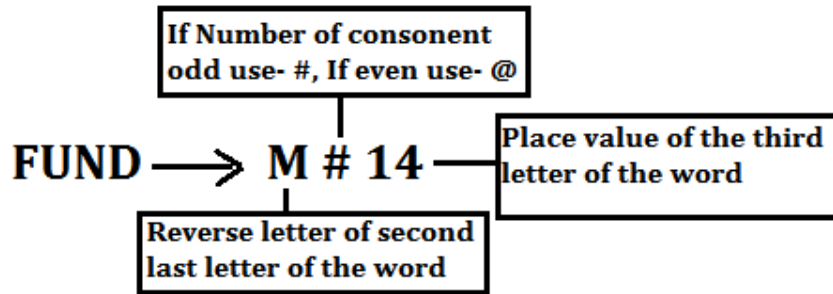 If Number of consonent
odd use- #, If even use- @
FUND → M # 14
Place value of the third
letter of the word
Reverse letter of second
last letter of the word